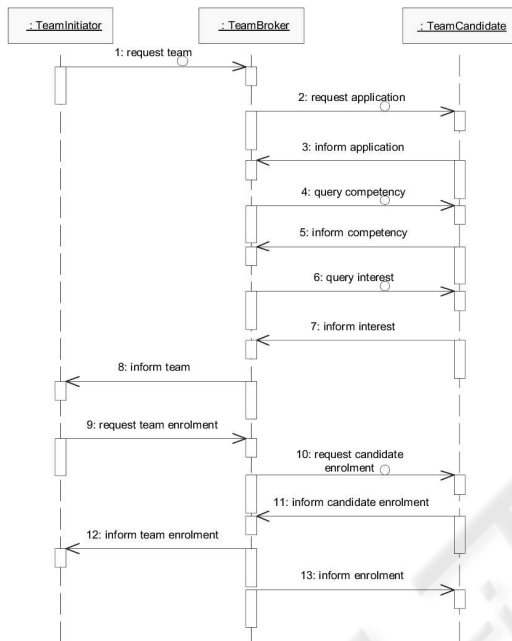 : TeamInitiator
: TeamBroker
: TeamCandidate
1: request team
2: request application
3: inform application
4: query competency
5: inform competency
6: query interest
7: inform interest
8: inform team
9: request team enrolment
10: request candidate
enrolment
11: inform candidate enrolment
12: inform team enrolment
13: inform enrolment